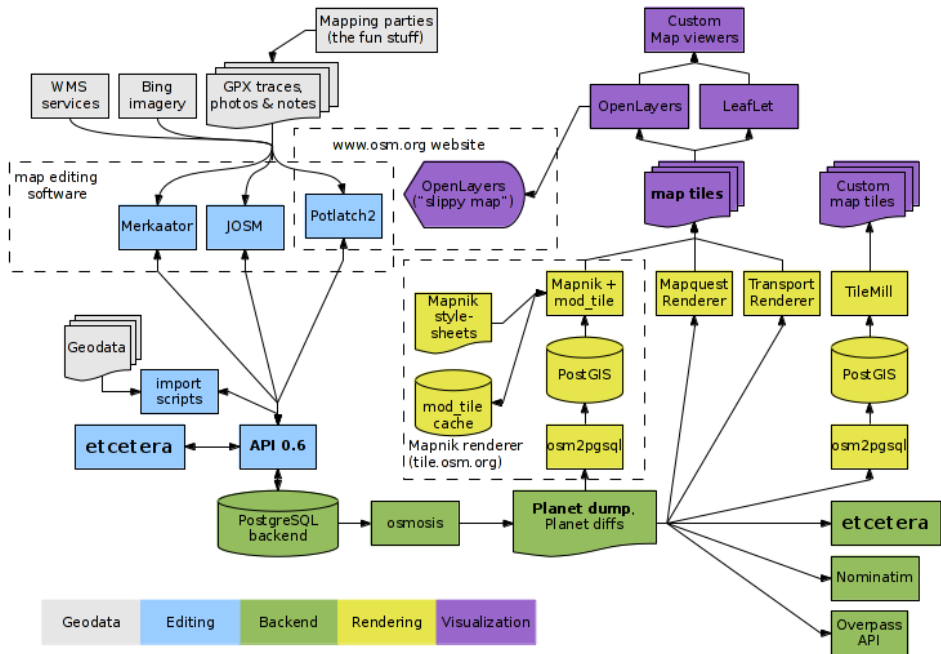 Mapping parties
(the fun stuff)
Custom
Map viewers
WMS
services
Bing
imagery
GPX traces,
photos & notes
OpenLayers
LeafLet
www.osm.org website
map editing
software
OpenLayers
("slippy map")
map tiles
Custom
map tiles
Merkaator
JOSM
Potlatch2
Mapnik
style-
sheets
Mapnik +
mod_tile
Mapquest
Renderer
Transport
Renderer
TileMill
Geodata
import
scripts
mod_tile
cache
PostGIS
PostGIS
etcetera
API 0.6
Mapnik renderer
(tile.osm.org)
osm2pgsql
osm2pgsql
PostgreSQL
backend
osmosis
Planet dump,
Planet diffs
etcetera
Nominatim
Overpass
API
Geodata
Editing
Backend
Rendering
Visualization